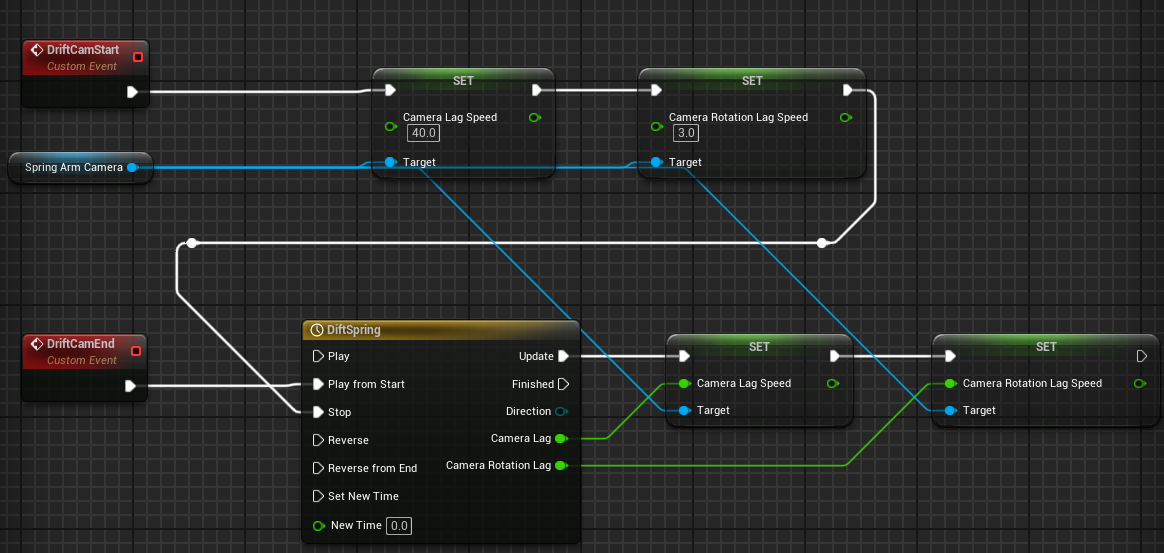 DriftCamStart
Custom Event
SET
Camera Lag Speed
40.0
Target
SET
Camera Rotation Lag Speed
3.0
Target
Spring Arm Camera
DriftCamEnd
Custom Event
DiftSpring
Play
Update
Play from Start
Finished
Stop
Direction
Reverse
Camera Lag
Reverse from End
Camera Rotation Lag
Set New Time
New Time 0.0
SET
Camera Lag Speed
Target
SET
Camera Rotation Lag Speed
Target